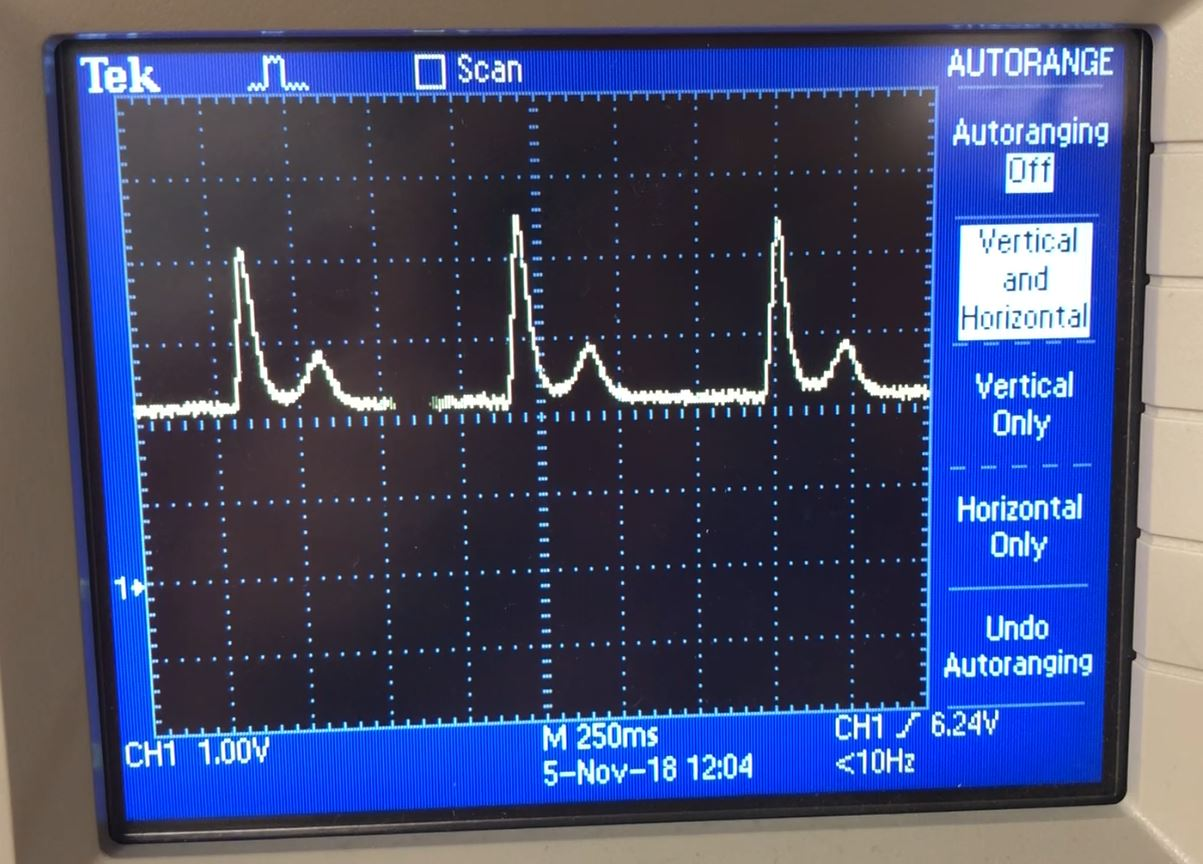 Tek
Scan
AUTORANGE
Autoranging
Off
Vertical
and
Horizontal
Vertical
Only
Horizontal
Only
Undo
Autoranging
1
CH1 1.00V
M 250ms
CH1 6.24V
5-Nov-18 12:04
<10Hz